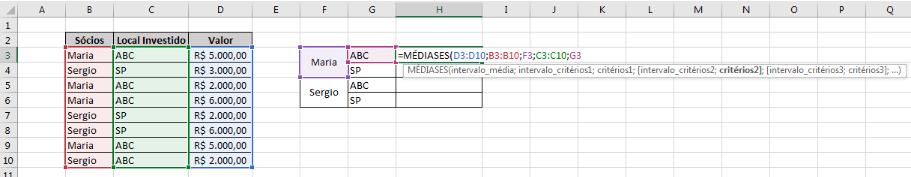 A B C D E F G H I J K L M N O P Q
1
2 Sócios Local Investido Valor
3 Maria ABC R$ 5.000,00 Maria ABC =MÉDIASES(D3:D10;B3:B10;F3;C3:C10;G3
4 Sergio SP R$ 3.000,00 SP MÉDIASES(intervalo_média; intervalo_critérios1; critérios1; [intervalo_critérios2; critérios2]; [intervalo_critérios3; critérios3]; ...)
5 Maria ABC R$ 2.000,00 Sergio ABC
6 Maria ABC R$ 6.000,00 SP
7 Sergio SP R$ 2.000,00
8 Sergio SP R$ 6.000,00
9 Maria ABC R$ 5.000,00
10 Sergio ABC R$ 2.000,00
11